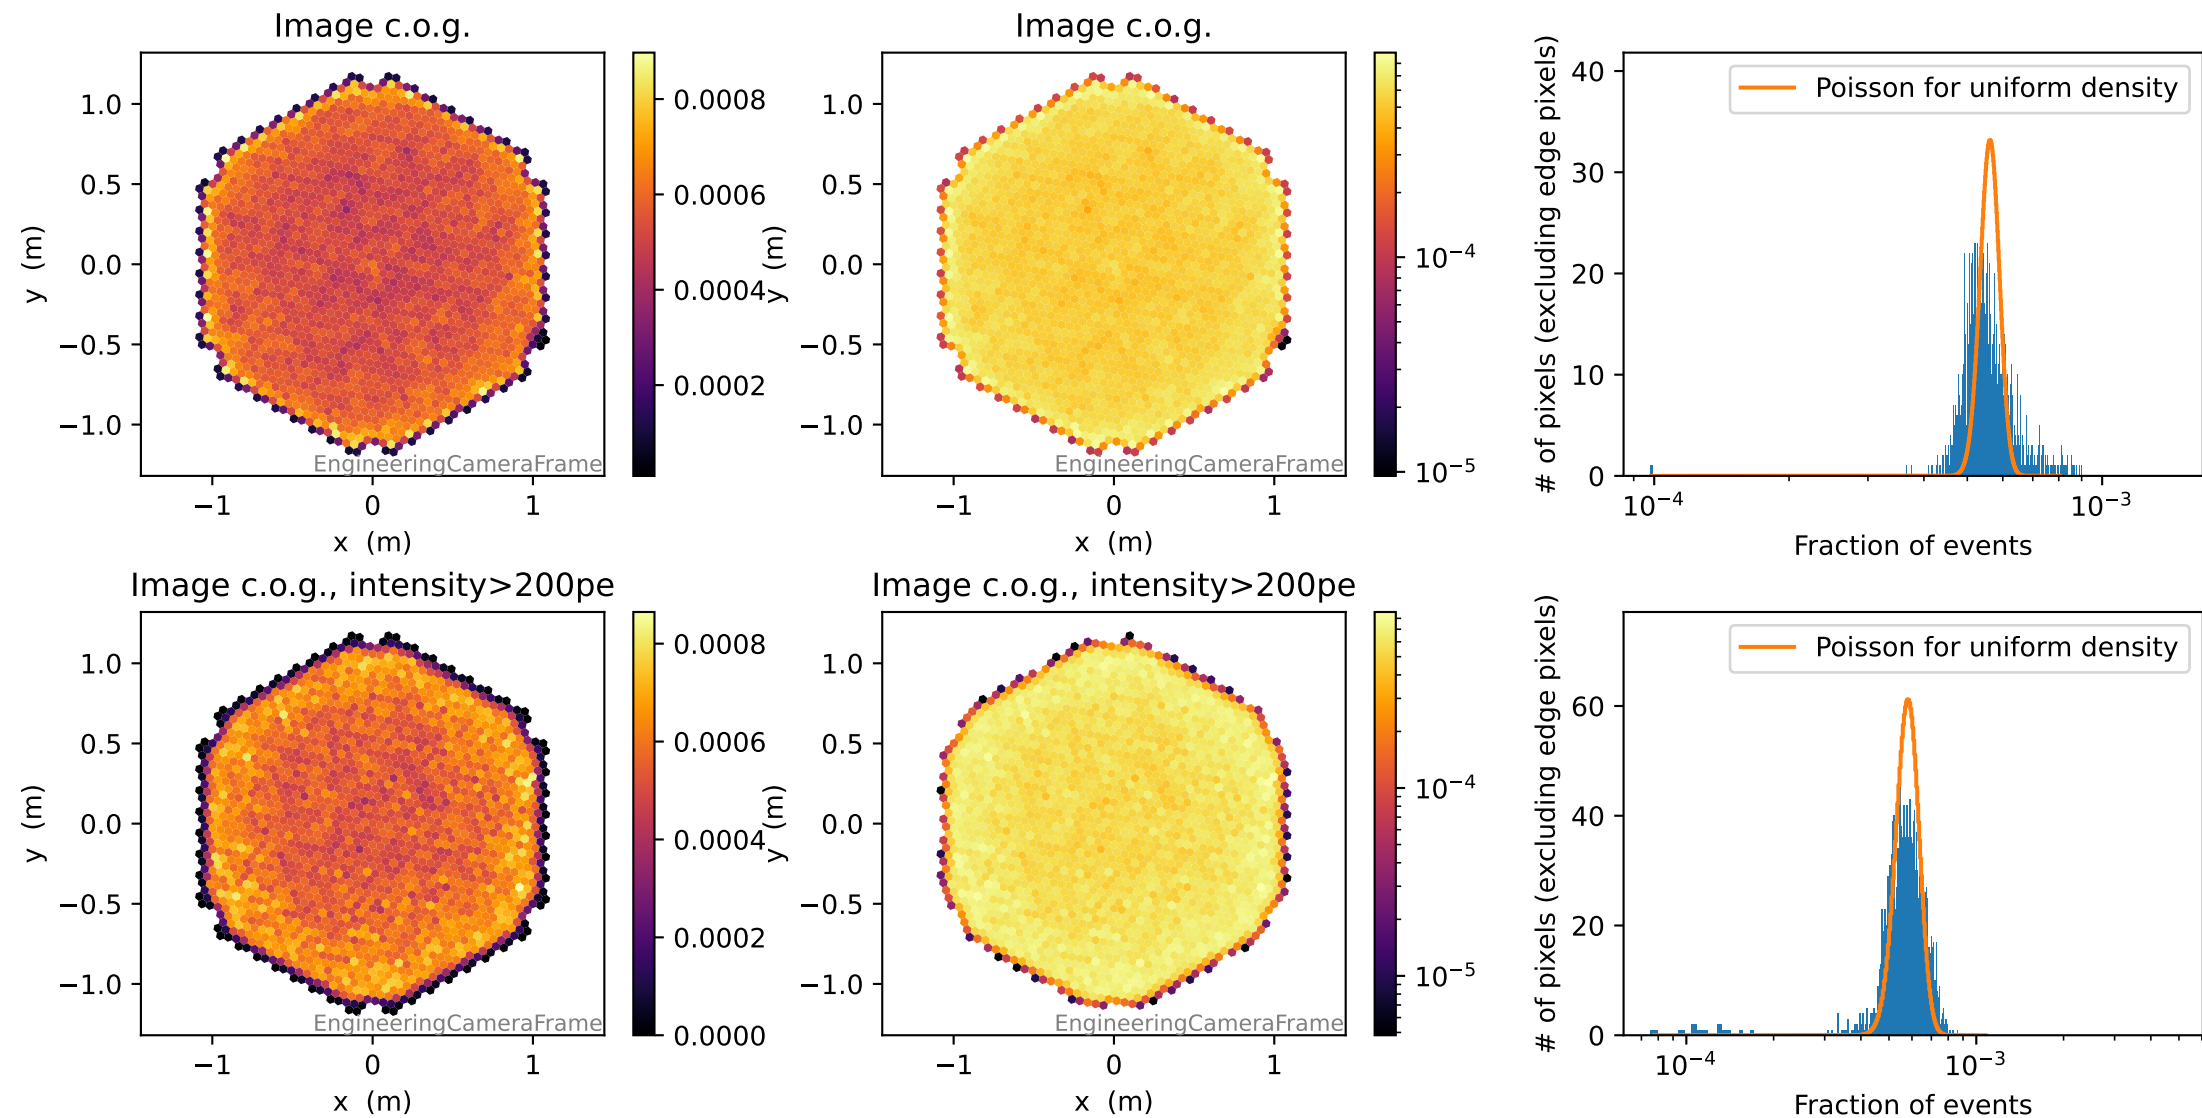 Image c.o.g.
1.0
0.5
0.0
−0.5
−1.0
y (m)
−1
0
1
x (m)
EngineeringCameraFrame
0.0008
0.0006
0.0004
0.0002
Image c.o.g.
1.0
0.5
0.0
−0.5
−1.0
y (m)
−1
0
1
x (m)
EngineeringCameraFrame
10⁻⁴
10⁻⁵
Poisson for uniform density
# of pixels (excluding edge pixels)
40
30
20
10
0
10⁻⁴
10⁻³
Fraction of events
Image c.o.g., intensity>200pe
1.0
0.5
0.0
−0.5
−1.0
y (m)
−1
0
1
x (m)
EngineeringCameraFrame
0.0008
0.0006
0.0004
0.0002
0.0000
Image c.o.g., intensity>200pe
1.0
0.5
0.0
−0.5
−1.0
y (m)
−1
0
1
x (m)
EngineeringCameraFrame
10⁻⁴
10⁻⁵
Poisson for uniform density
# of pixels (excluding edge pixels)
60
40
20
0
10⁻⁴
10⁻³
Fraction of events